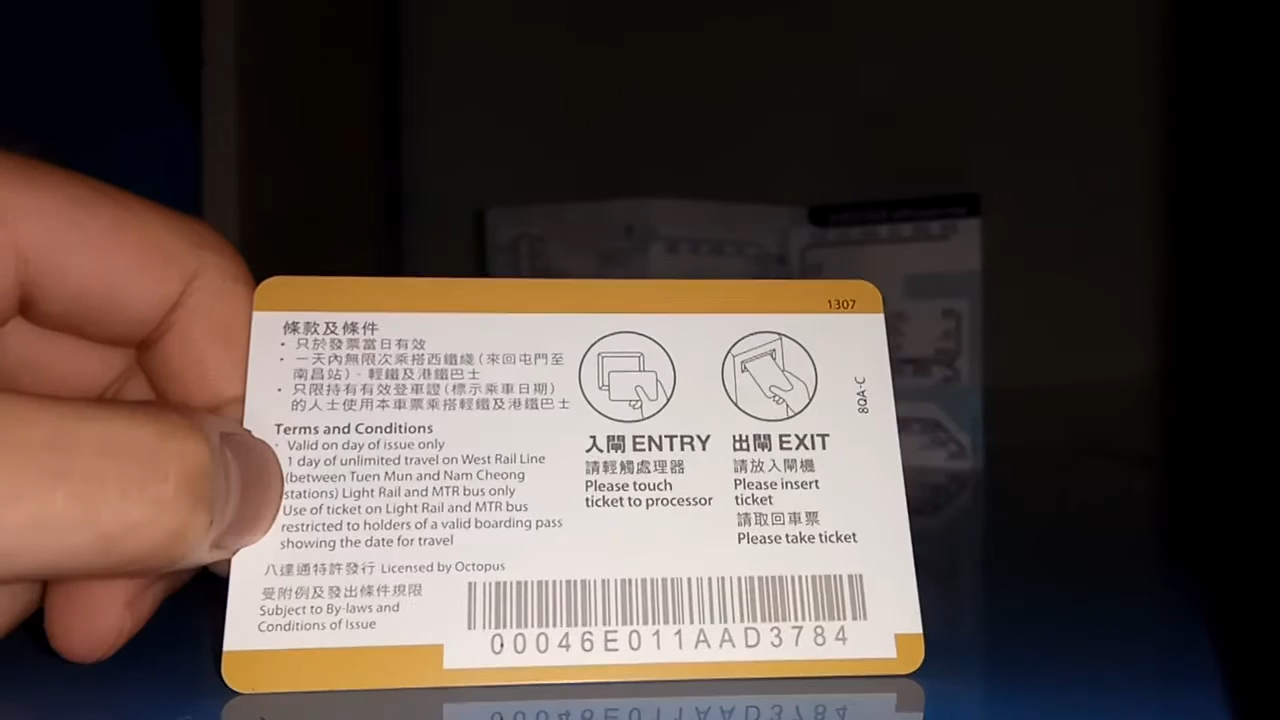 1307
條款及條件
• 只於發票當日有效
• 一天內無限次乘搭西鐵綫(來回屯門至
南昌站)、輕鐵及港鐵巴士
• 只限持有有效登車證(標示乘車日期)
的人士使用本車票乘搭輕鐵及港鐵巴士
Terms and Conditions
• Valid on day of issue only
1 day of unlimited travel on West Rail Line
(between Tuen Mun and Nam Cheong
stations) Light Rail and MTR bus only
Use of ticket on Light Rail and MTR bus
restricted to holders of a valid boarding pass
showing the date for travel
八達通特許發行 Licensed by Octopus
受附例及發出條件規限
Subject to By-laws and
Conditions of Issue
入閘 ENTRY
請輕觸處理器
Please touch
ticket to processor
出閘 EXIT
請放入閘機
Please insert
ticket
請取回車票
Please take ticket
8QA-C
00046E011AAD3784